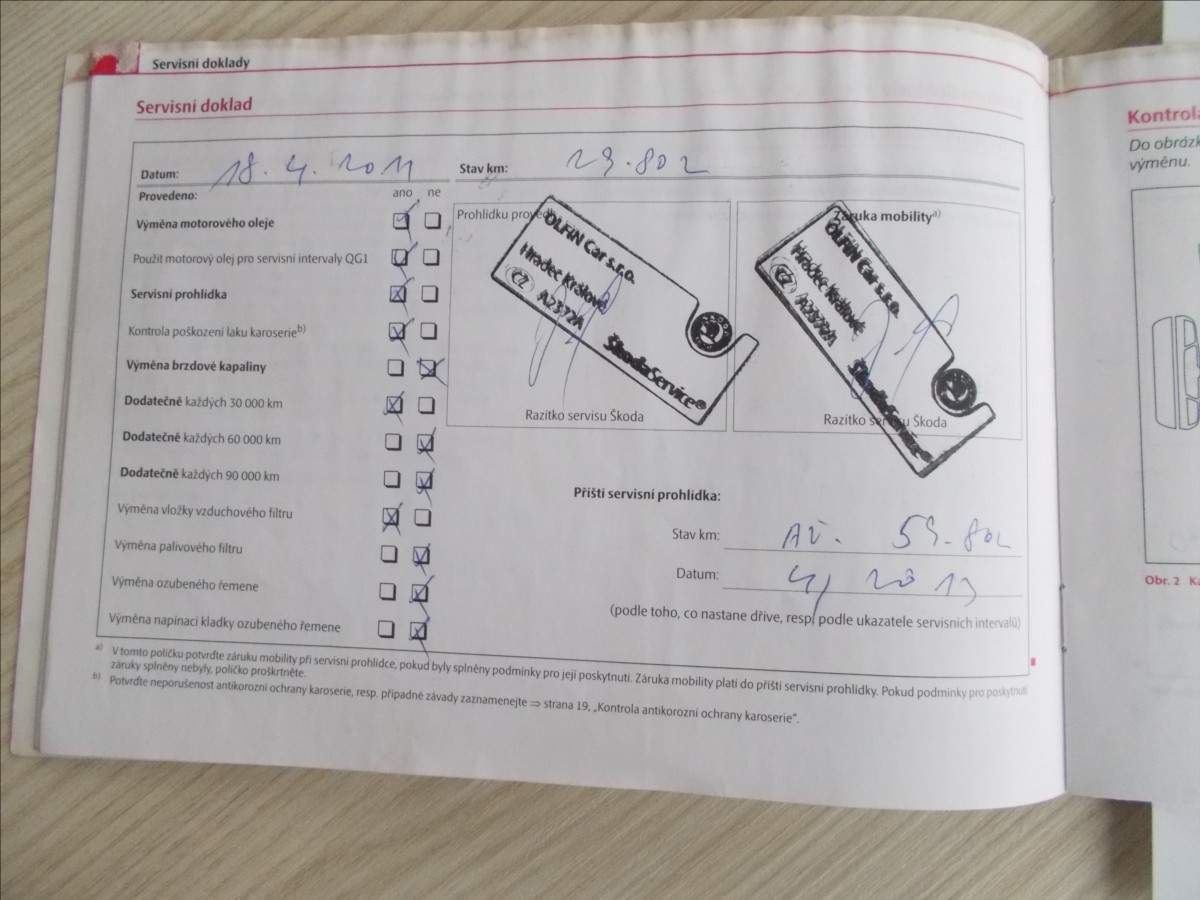 Servisní doklady
Servisní doklad
Datum: 18. 4. 2011 Stav km: 29.802
Provedeno: ano ne
Výměna motorového oleje
Použit motorový olej pro servisní intervaly QG1
Servisní prohlídka
Kontrola poškození laku karoserie b)
Výměna brzdové kapaliny
Dodatečně každých 30 000 km
Dodatečně každých 60 000 km
Dodatečně každých 90 000 km
Výměna vložky vzduchového filtru
Výměna palivového filtru
Výměna ozubeného řemene
Výměna napínací kladky ozubeného řemene
Prohlídku
OLFIN Car s.r.o.
Hradec Králové
CZ A2372A
ŠkodaService®
Razítko servisu Škoda
Záruka mobility a)
OLFIN Car s.r.o.
Hradec Králové
CZ
ŠkodaService®
Razítko servisu Škoda
Příští servisní prohlídka:
Stav km: 59.802
Datum: 4/ 2013
(podle toho, co nastane dříve, resp. podle ukazatele servisních intervalů)
a) V tomto políčku potvrďte záruku mobility při servisní prohlídce, pokud byly splněny podmínky pro její poskytnutí. Záruka mobility platí do příští servisní prohlídky. Pokud podmínky pro poskytnutí
záruky splněny nebyly, políčko proškrtněte.
b) Potvrďte neporušenost antikorozní ochrany karoserie, resp. případné závady zaznamenejte ⇒ strana 19, „Kontrola antikorozní ochrany karoserie“.
Kontrola
Do obrázk
výměnu.
Obr. 2 Ka